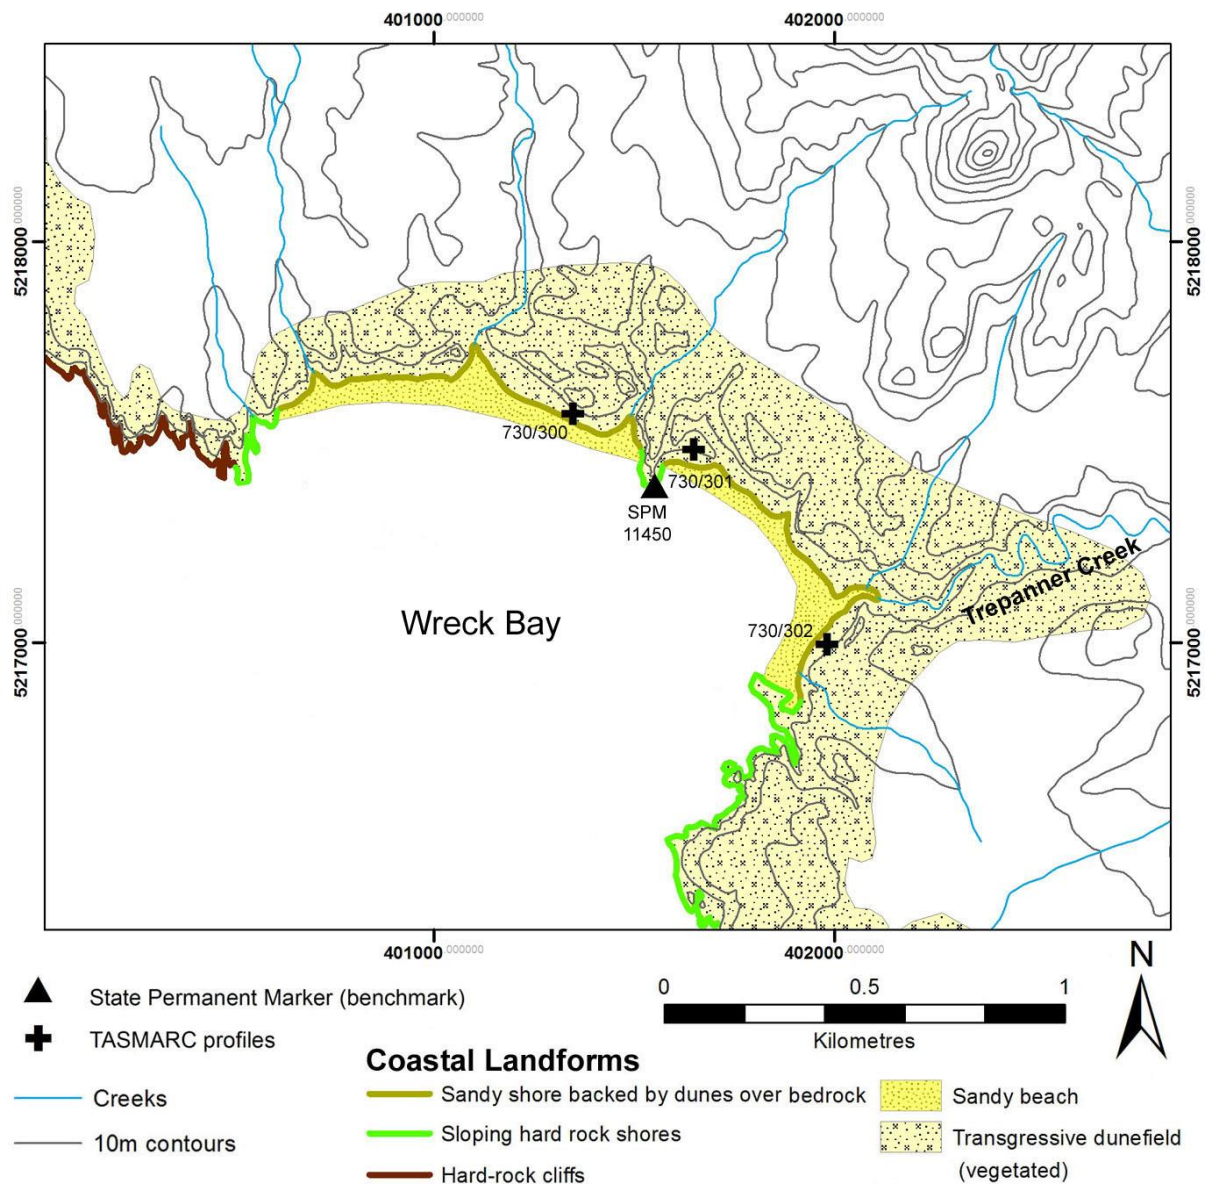 401000.000000
402000.000000
5218000.000000
5218000.000000
730/300
730/301
SPM
11450
Trepanner Creek
Wreck Bay
730/302
5217000.000000
5217000.000000
401000.000000
402000.000000
N
State Permanent Marker (benchmark)
TASMARC profiles
0 0.5 1
Kilometres
Creeks
10m contours
Coastal Landforms
Sandy shore backed by dunes over bedrock
Sloping hard rock shores
Hard-rock cliffs
Sandy beach
Transgressive dunefield
(vegetated)